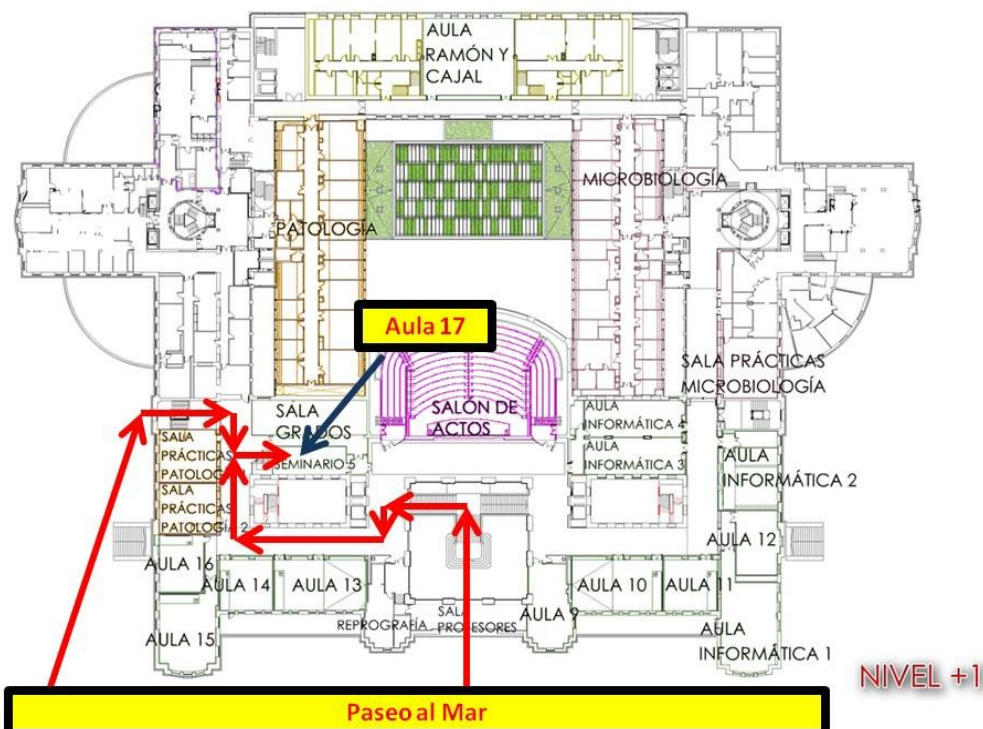 AULA
RAMÓN Y
CAJAL
MICROBIOLOGÍA
PATOLOGÍA
Aula 17
SALA PRÁCTICAS
MICROBIOLOGÍA
SALA
GRADOS
SALÓN DE
ACTOS
AULA
INFORMÁTICA 4
AULA
INFORMÁTICA 3
SEMINARIO 5
SALA
PRÁCTICAS
PATOLOGÍA 1
SALA
PRÁCTICAS
PATOLOGÍA 2
AULA
INFORMÁTICA 2
AULA 12
AULA 16
AULA 14
AULA 13
AULA 10
AULA 11
AULA 15
REPROGRAFÍA
SALA
PROFESORES
AULA 9
AULA
INFORMÁTICA 1
NIVEL +1
Paseo al Mar